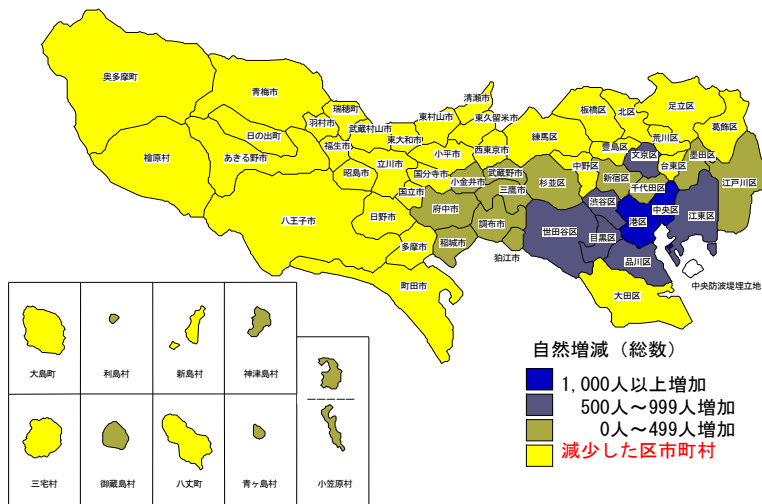 奥多摩町
青梅市
瑞穂町
清瀬市
羽村市
武蔵村山市
東村山市
東久留米市
板橋区
北区
足立区
葛飾区
日の出町
東大和市
練馬区
荒川区
檜原村
あきる野市
福生市
小平市
西東京市
豊島区
文京区
台東区
墨田区
昭島市
立川市
国分寺市
小金井市
武蔵野市
中野区
新宿区
千代田区
江戸川区
国立市
三鷹市
杉並区
渋谷区
中央区
江東区
八王子市
日野市
府中市
調布市
世田谷区
港区
稲城市
狛江市
目黒区
品川区
多摩市
町田市
大田区
中央防波堤埋立地
大島町
利島村
新島村
神津島村
三宅村
御蔵島村
八丈町
青ヶ島村
小笠原村
自然増減（総数）
1,000人以上増加
500人～999人増加
0人～499人増加
減少した区市町村